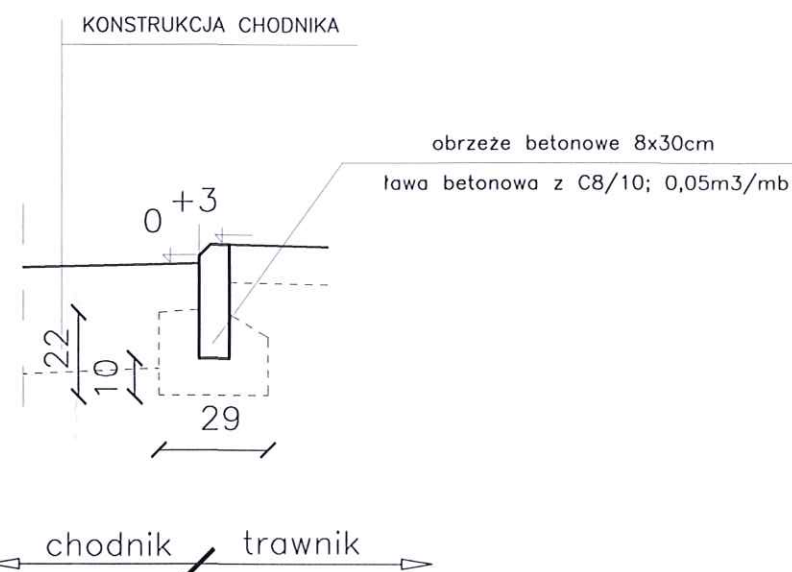 KONSTRUKCJA CHODNIKA
obrzeże betonowe 8x30cm
ława betonowa z C8/10; 0,05m3/mb
0 +3
22
10
29
chodnik trawnik